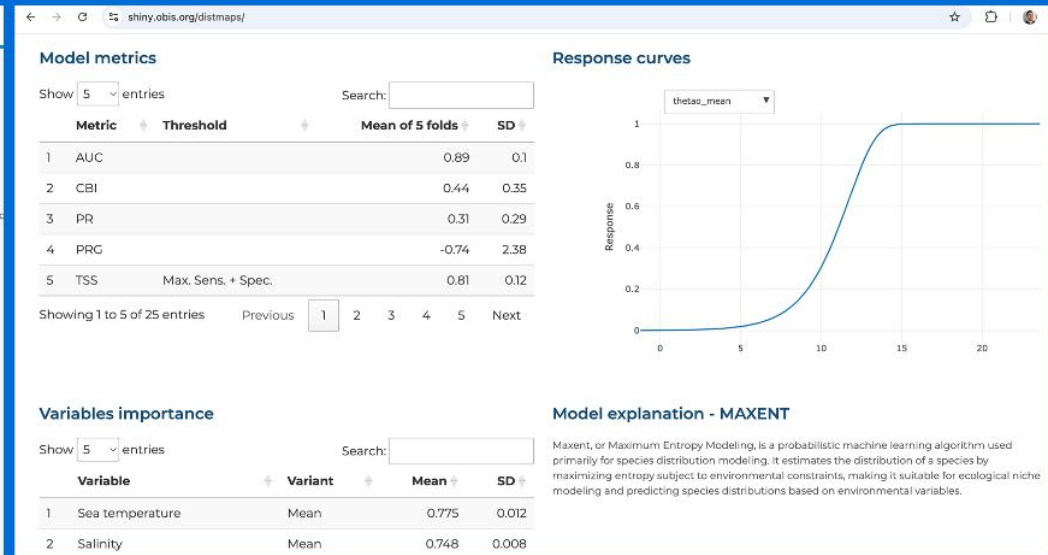 shiny.obis.org/distmaps/
Model metrics
Show 5 entries
Search:
Metric Threshold Mean of 5 folds SD
1 AUC 0.89 0.1
2 CBI 0.44 0.35
3 PR 0.31 0.29
4 PRG -0.74 2.38
5 TSS Max. Sens. + Spec. 0.81 0.12
Showing 1 to 5 of 25 entries Previous 1 2 3 4 5 Next
Response curves
thetao_mean
1
0.8
0.6
0.4
0.2
0
Response
0 5 10 15 20
Variables importance
Show 5 entries
Search:
Variable Variant Mean SD
1 Sea temperature Mean 0.775 0.012
2 Salinity Mean 0.748 0.008
Model explanation - MAXENT
Maxent, or Maximum Entropy Modeling, is a probabilistic machine learning algorithm used
primarily for species distribution modeling. It estimates the distribution of a species by
maximizing entropy subject to environmental constraints, making it suitable for ecological niche
modeling and predicting species distributions based on environmental variables.